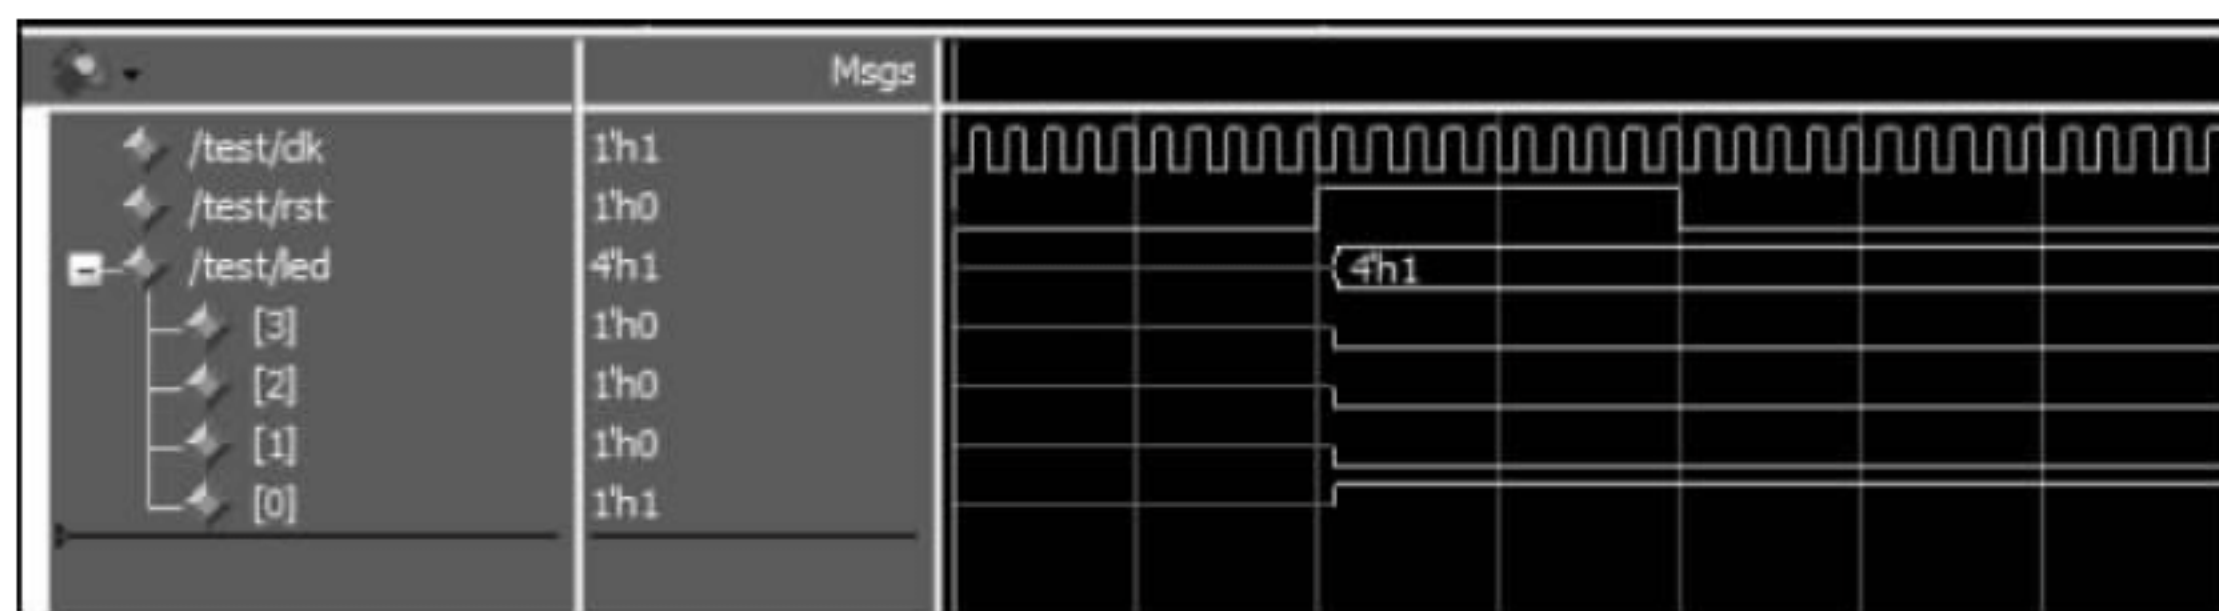 Msgs
/test/clk 1'h1
/test/rst 1'h0
/test/led 4'h1 4'h1
[3] 1'h0
[2] 1'h0
[1] 1'h0
[0] 1'h1